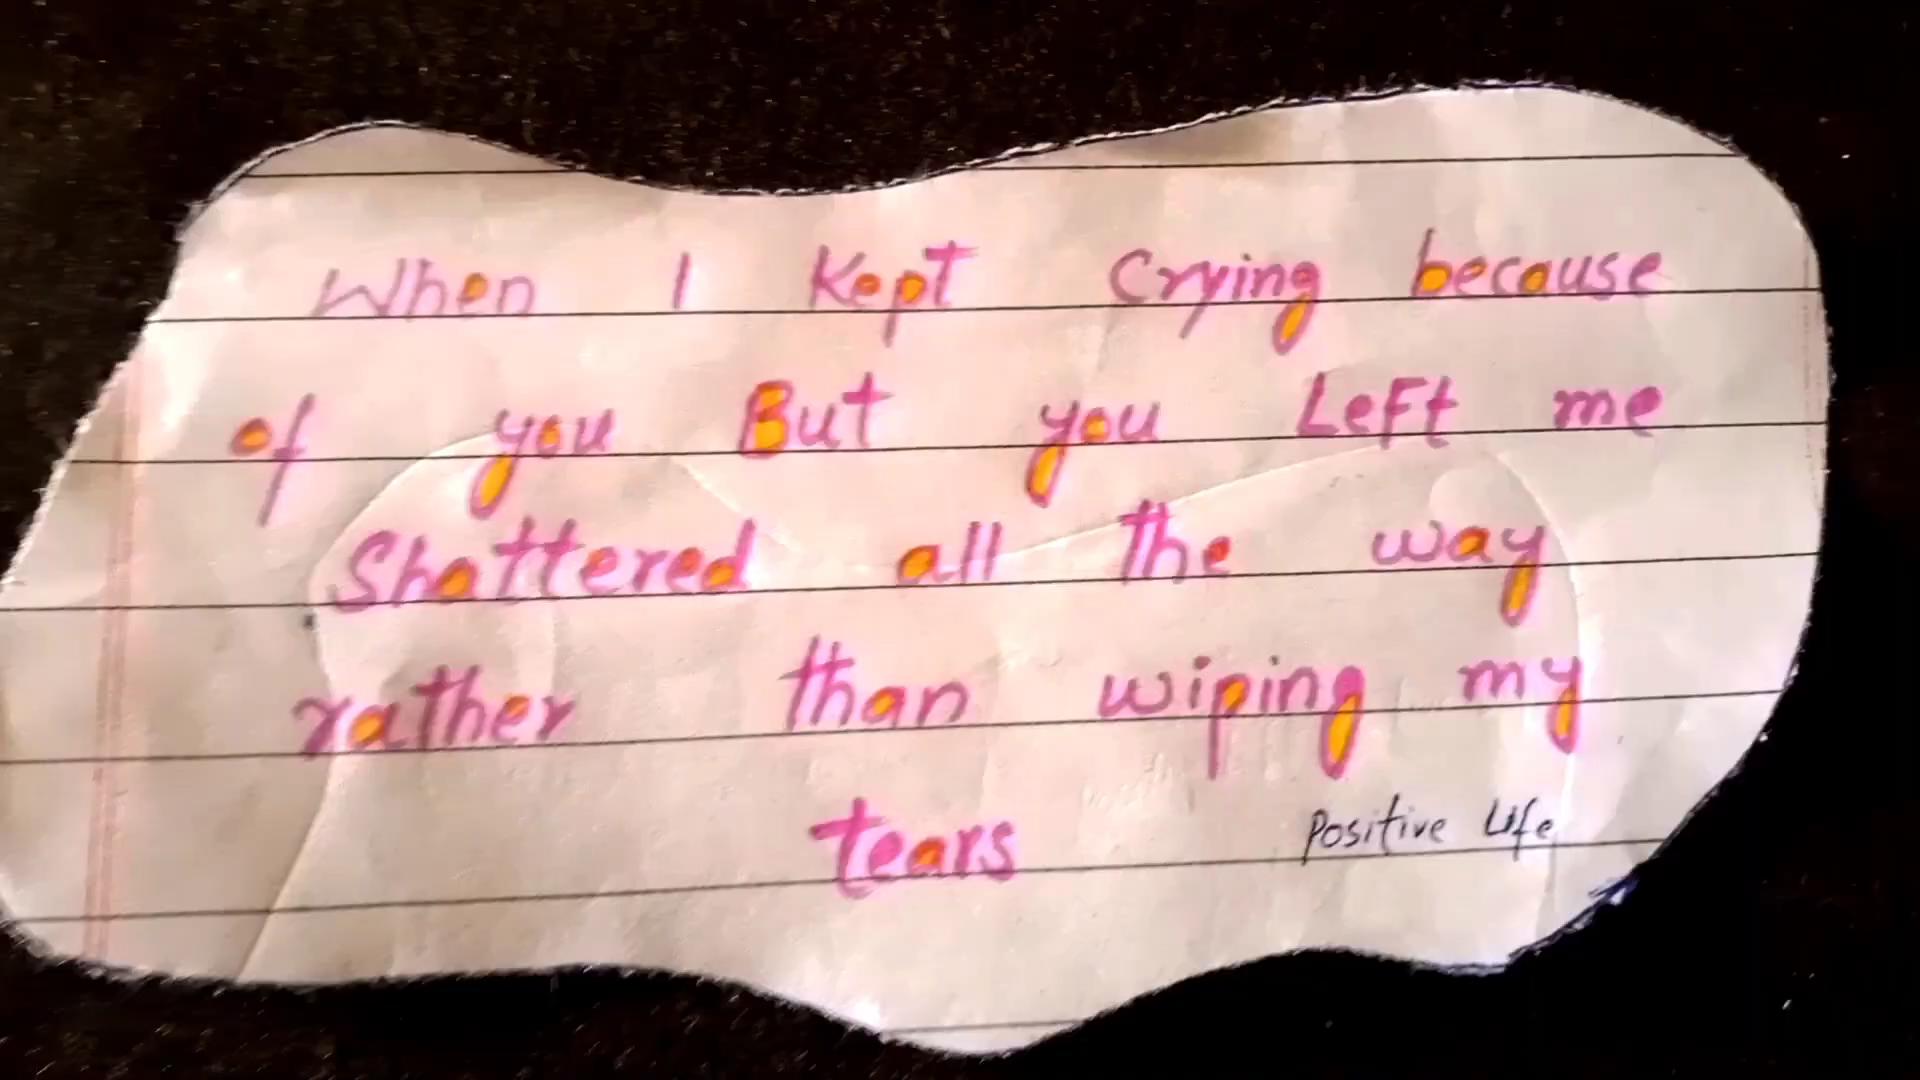 When I Kept Crying because
of you But you Left me
Shattered all the way
rather than wiping my
tears
Positive Life